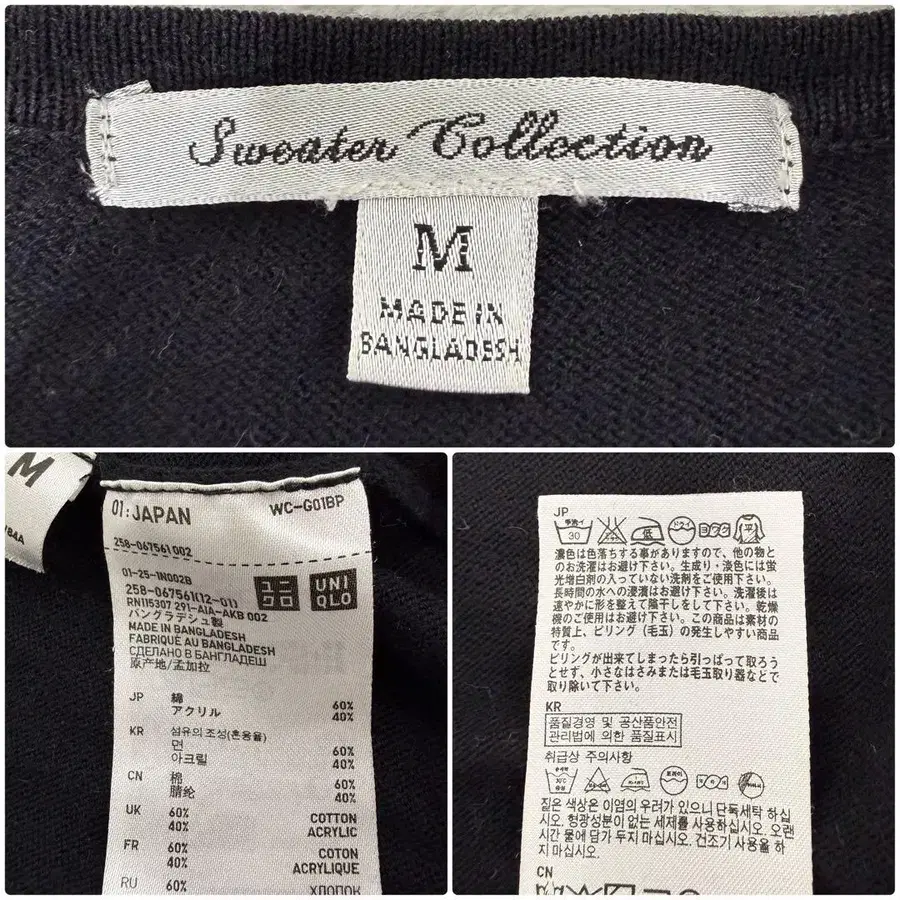 Sweater Collection
M
MADE IN
BANGLADESH
M
784A
01: JAPAN WC-G01BP
258-067561 002
01-25-1N002B
258-067561(12-01)
RN115307 291-AIA-AKB 002
ユニクロ
UNIQLO
バングラデシュ製
MADE IN BANGLADESH
FABRIQUÉ AU BANGLADESH
СДЕЛАНО В БАНГЛАДЕШ
原产地/孟加拉
JP 綿 60%
アクリル 40%
KR 섬유의 조성(혼용율)
면 60%
아크릴 40%
CN 棉 60%
腈纶 40%
UK 60% COTTON
40% ACRYLIC
FR 60% COTON
40% ACRYLIQUE
RU 60% ХЛОПОК
JP
手洗イ 30 低 ドライ ヨワク 平
濃色は色落ちする事がありますので、他の物と
のお洗濯はお避け下さい。生成り・淡色には蛍
光増白剤の入っていない洗剤をご使用下さい。
長時間の水への浸漬はお避け下さい。洗濯後は
速やかに形を整えて陰干しをして下さい。乾燥
機のご使用はお避け下さい。この商品は素材の
特質上、ピリング（毛玉）の発生しやすい商品
です。
ピリングが出来てしまったら引っぱって取ろう
とせず、小さなはさみまたは毛玉取り器などで
取り除いて下さい。
KR
품질경영 및 공산품안전
관리법에 의한 품질표시
취급상 주의사항
짙은 색상은 이염의 우려가 있으니 단독세탁 하십
시오. 형광성분이 없는 세제를 사용하십시오. 오랜
시간 물에 담가 두지 마십시오. 건조기 사용을 하
지 마십시오.
CN